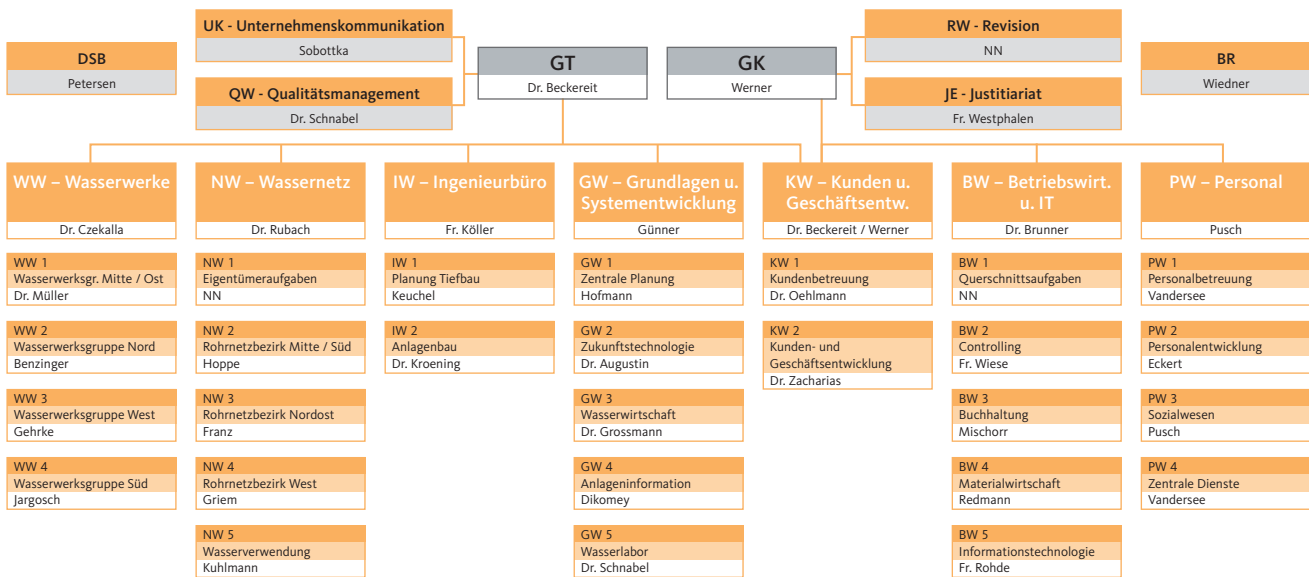 UK - Unternehmenskommunikation
Sobottka
RW - Revision
NN
DSB
Petersen
GT
Dr. Beckereit
GK
Werner
BR
Wiedner
QW - Qualitätsmanagement
Dr. Schnabel
JE - Justitiariat
Fr. Westphalen
WW – Wasserwerke
Dr. Czekalla
NW – Wassernetz
Dr. Rubach
IW – Ingenieurbüro
Fr. Köller
GW – Grundlagen u.
Systementwicklung
Günner
KW – Kunden u.
Geschäftsentw.
Dr. Beckereit / Werner
BW – Betriebswirt.
u. IT
Dr. Brunner
PW – Personal
Pusch
WW 1
Wasserwerksgr. Mitte / Ost
Dr. Müller
WW 2
Wasserwerksgruppe Nord
Benzinger
WW 3
Wasserwerksgruppe West
Gehrke
WW 4
Wasserwerksgruppe Süd
Jargosch
NW 1
Eigentümeraufgaben
NN
NW 2
Rohrnetzbezirk Mitte / Süd
Hoppe
NW 3
Rohrnetzbezirk Nordost
Franz
NW 4
Rohrnetzbezirk West
Griem
NW 5
Wasserverwendung
Kuhlmann
IW 1
Planung Tiefbau
Keuchel
IW 2
Anlagenbau
Dr. Kroening
GW 1
Zentrale Planung
Hofmann
GW 2
Zukunftstechnologie
Dr. Augustin
GW 3
Wasserwirtschaft
Dr. Grossmann
GW 4
Anlageninformation
Dikomey
GW 5
Wasserlabor
Dr. Schnabel
KW 1
Kundenbetreuung
Dr. Oehlmann
KW 2
Kunden- und
Geschäftsentwicklung
Dr. Zacharias
BW 1
Querschnittsaufgaben
NN
BW 2
Controlling
Fr. Wiese
BW 3
Buchhaltung
Mischorr
BW 4
Materialwirtschaft
Redmann
BW 5
Informationstechnologie
Fr. Rohde
PW 1
Personalbetreuung
Vandersee
PW 2
Personalentwicklung
Eckert
PW 3
Sozialwesen
Pusch
PW 4
Zentrale Dienste
Vandersee